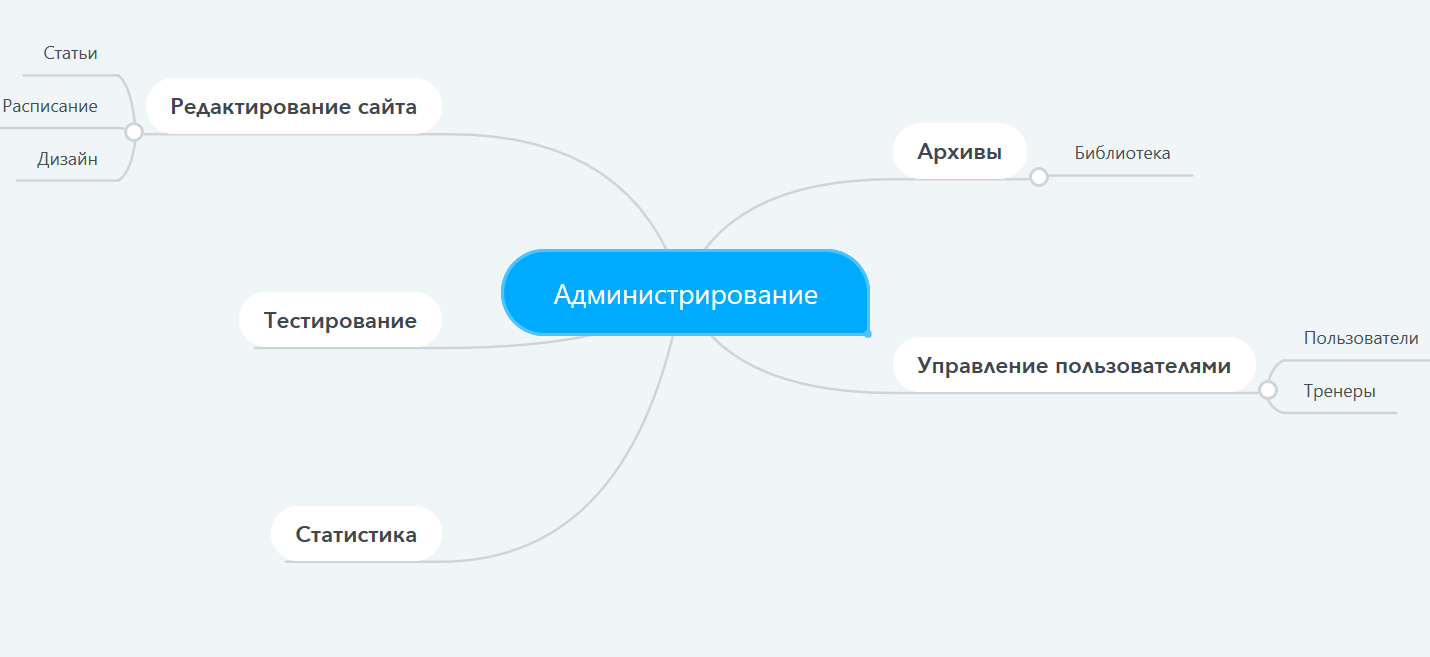 Статьи
Расписание
Дизайн
Редактирование сайта
Архивы
Библиотека
Администрирование
Тестирование
Управление пользователями
Пользователи
Тренеры
Статистика